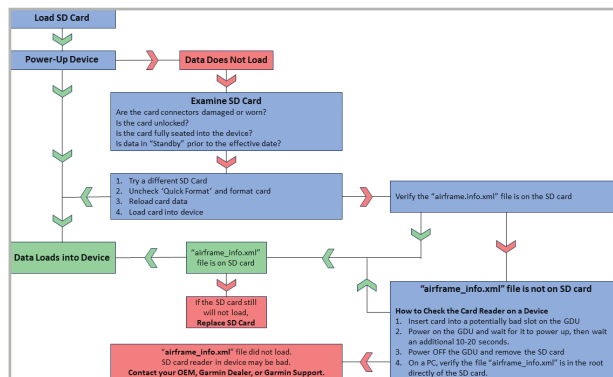 Load SD Card
Power-Up Device
Data Does Not Load
Examine SD Card
Are the card connectors damaged or worn?
Is the card unlocked?
Is the card fully seated into the device?
Is data in “Standby” prior to the effective date?
1. Try a different SD Card
2. Uncheck ‘Quick Format’ and format card
3. Reload card data
4. Load card into device
Verify the “airframe.info.xml” file is on the SD card
Data Loads into Device
“airframe_info.xml”
file is on SD card
If the SD card still
will not load,
Replace SD Card
“airframe_info.xml” file is not on SD card
How to Check the Card Reader on a Device
1. Insert card into a potentially bad slot on the GDU
2. Power on the GDU and wait for it to power up, then wait
an additional 10-20 seconds.
3. Power OFF the GDU and remove the SD card
4. On a PC, verify the file “airframe_info.xml” is in the root
directly of the SD card.
“airframe_info.xml” file did not load.
SD card reader in device may be bad.
Contact your OEM, Garmin Dealer, or Garmin Support.